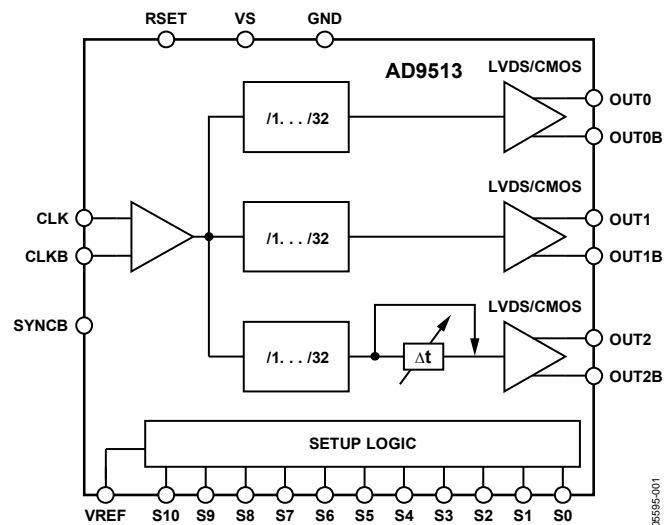 RSET VS GND
AD9513
LVDS/CMOS
/1. . . /32
OUT0
OUT0B
LVDS/CMOS
CLK
/1. . . /32
OUT1
CLKB
OUT1B
SYNCB
LVDS/CMOS
/1. . . /32
Δt
OUT2
OUT2B
SETUP LOGIC
VREF S10 S9 S8 S7 S6 S5 S4 S3 S2 S1 S0
05595-001